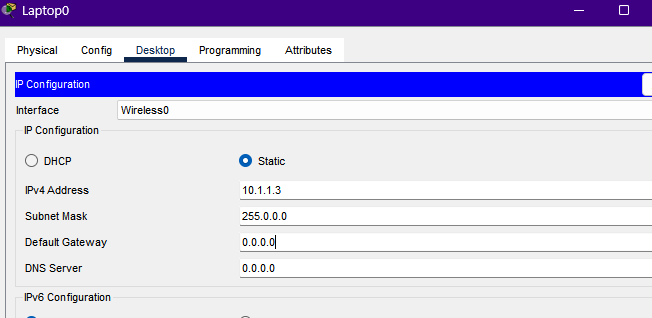 Laptop0
Physical Config Desktop Programming Attributes
IP Configuration
Interface Wireless0
IP Configuration
DHCP Static
IPv4 Address 10.1.1.3
Subnet Mask 255.0.0.0
Default Gateway 0.0.0.0
DNS Server 0.0.0.0
IPv6 Configuration